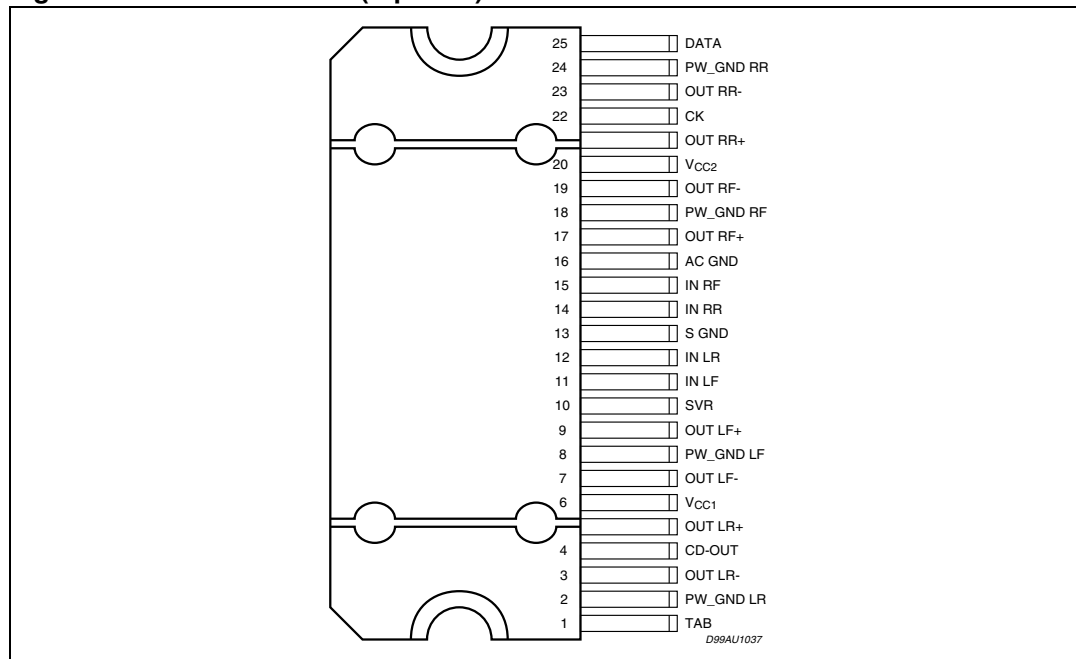 25 DATA
24 PW_GND RR
23 OUT RR-
22 CK
OUT RR+
20 VCC2
19 OUT RF-
18 PW_GND RF
17 OUT RF+
16 AC GND
15 IN RF
14 IN RR
13 S GND
12 IN LR
11 IN LF
10 SVR
9 OUT LF+
8 PW_GND LF
7 OUT LF-
6 VCC1
OUT LR+
4 CD-OUT
3 OUT LR-
2 PW_GND LR
1 TAB
D99AU1037